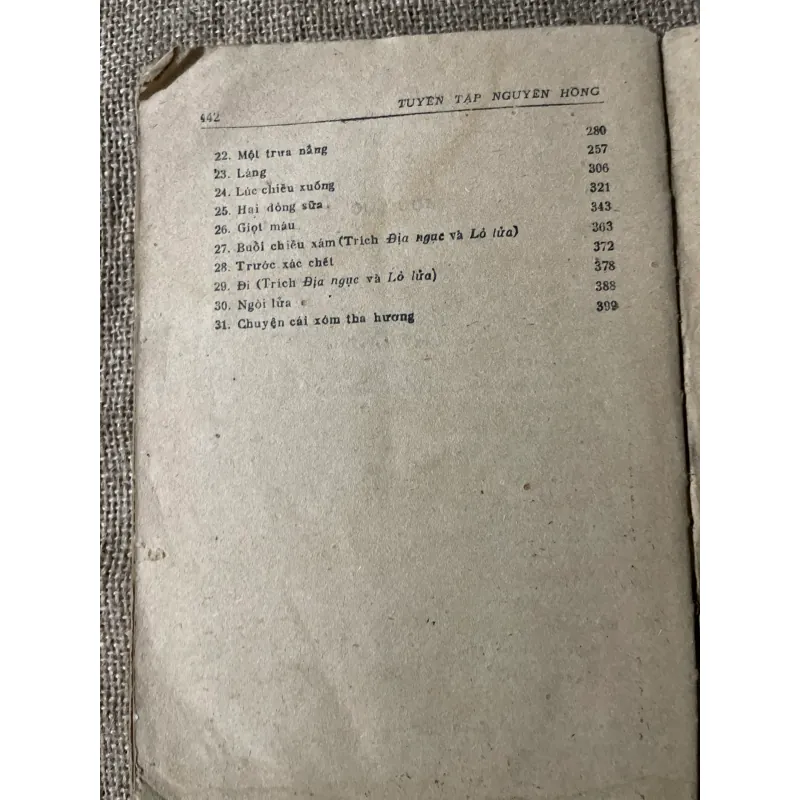 442 TUYỂN TẬP NGUYÊN HỒNG
22. Một trưa nắng 280
23. Láng 257
24. Lúc chiều xuống 306
25. Hai dòng sữa 321
26. Giọt máu 343
27. Buổi chiều xám (Trích Địa ngục và Lò lửa) 363
28. Trước xác chết 372
29. Đi (Trích Địa ngục và Lò lửa) 378
30. Ngòi lửa 388
31. Chuyện cái xóm tha hương 399